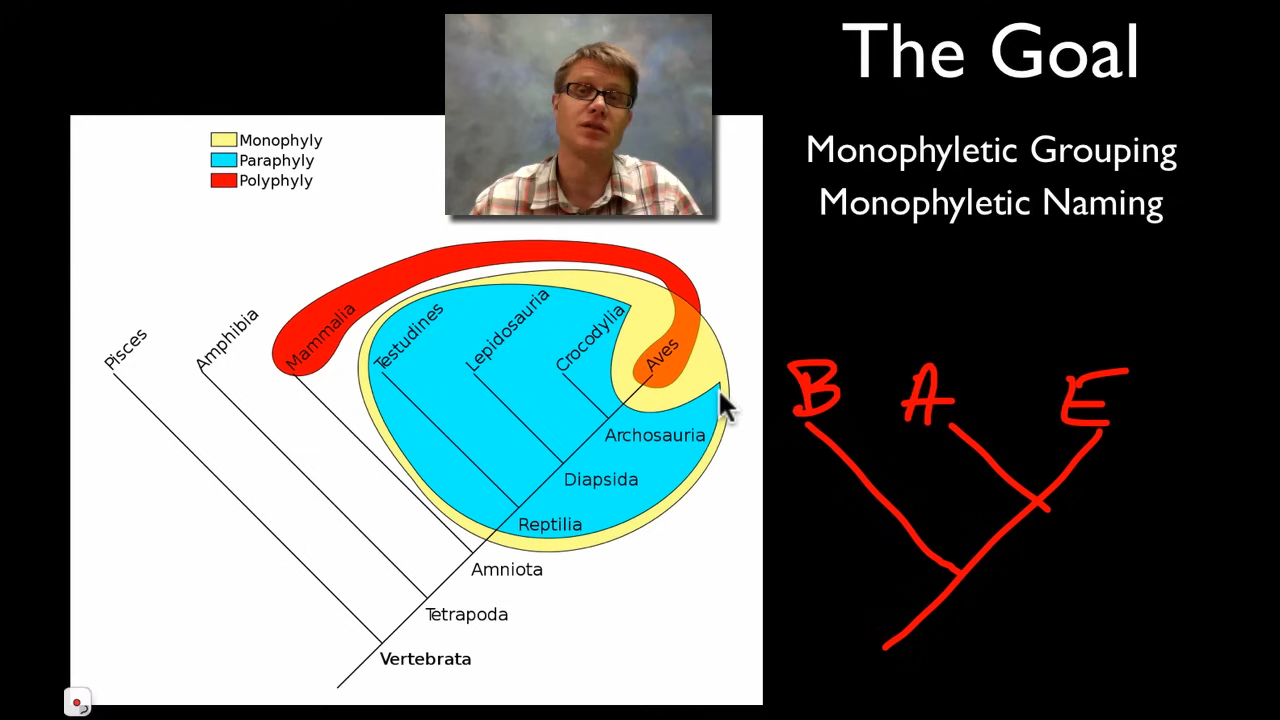 The Goal
Monophyletic Grouping
Monophyletic Naming
Monophyly
Paraphyly
Polyphyly
Pisces
Amphibia
Mammalia
Testudines
Lepidosauria
Crocodylia
Aves
Archosauria
Diapsida
Reptilia
Amniota
Tetrapoda
Vertebrata
B A E